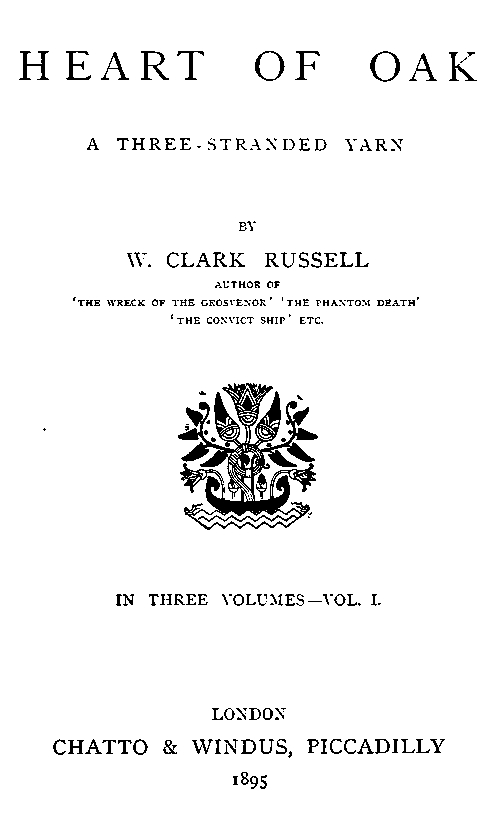 HEART OF OAK
A THREE-STRANDED YARN
BY
W. CLARK RUSSELL
AUTHOR OF
'THE WRECK OF THE GROSVENOR' 'THE PHANTOM DEATH'
'THE CONVICT SHIP' ETC.
IN THREE VOLUMES—VOL. I.
LONDON
CHATTO & WINDUS, PICCADILLY
1895